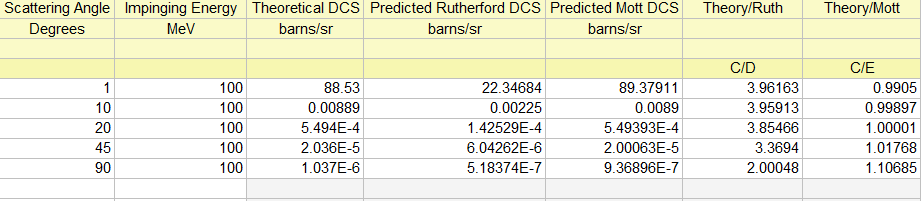 Scattering Angle Impinging Energy Theoretical DCS Predicted Rutherford DCS Predicted Mott DCS Theory/Ruth Theory/Mott
Degrees MeV barns/sr barns/sr barns/sr
C/D C/E
1 100 88.53 22.34684 89.37911 3.96163 0.9905
10 100 0.00889 0.00225 0.0089 3.95913 0.99897
20 100 5.494E-4 1.42529E-4 5.49393E-4 3.85466 1.00001
45 100 2.036E-5 6.04262E-6 2.00063E-5 3.3694 1.01768
90 100 1.037E-6 5.18374E-7 9.36896E-7 2.00048 1.10685